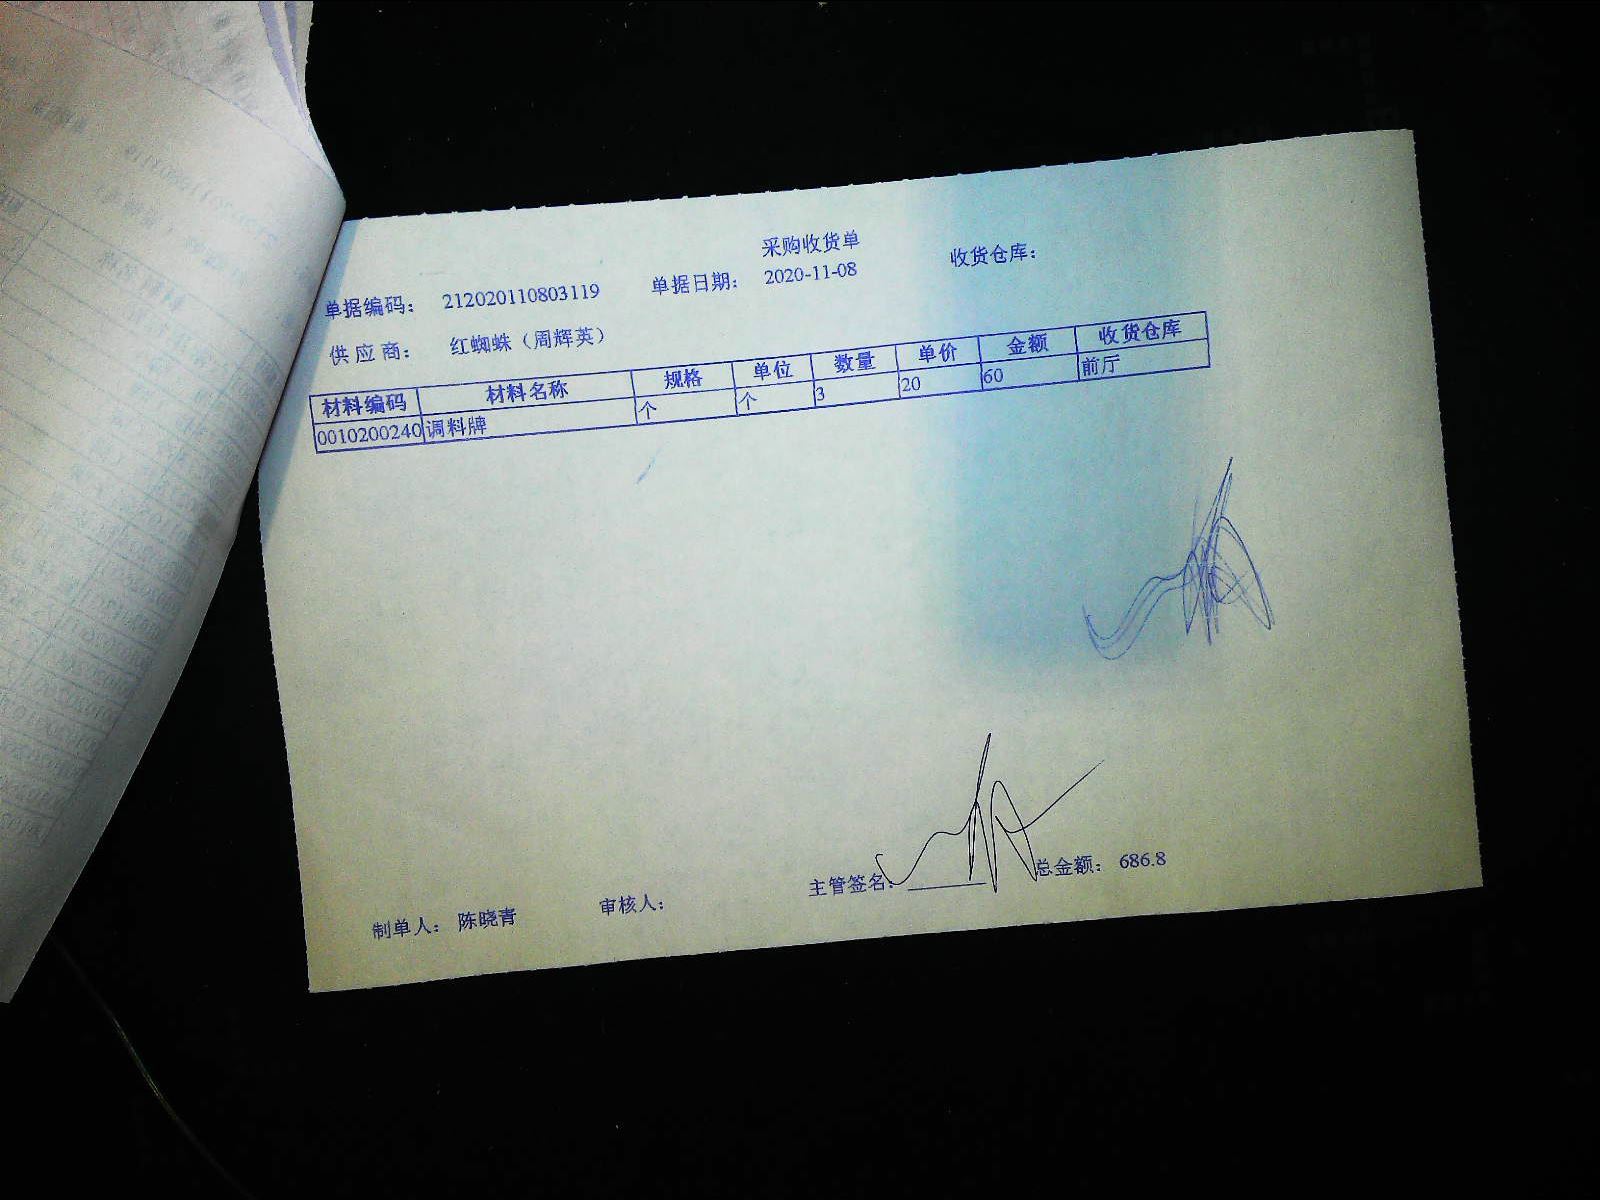 采购收货单
单据编码： 212020110803119 单据日期： 2020-11-08 收货仓库：
供应商： 红蜘蛛（周辉英）
材料编码 材料名称 规格 单位 数量 单价 金额 收货仓库
0010200240 调料牌 个 个 3 20 60 前厅
制单人： 陈晓青 审核人： 主管签名： 总金额： 686.8